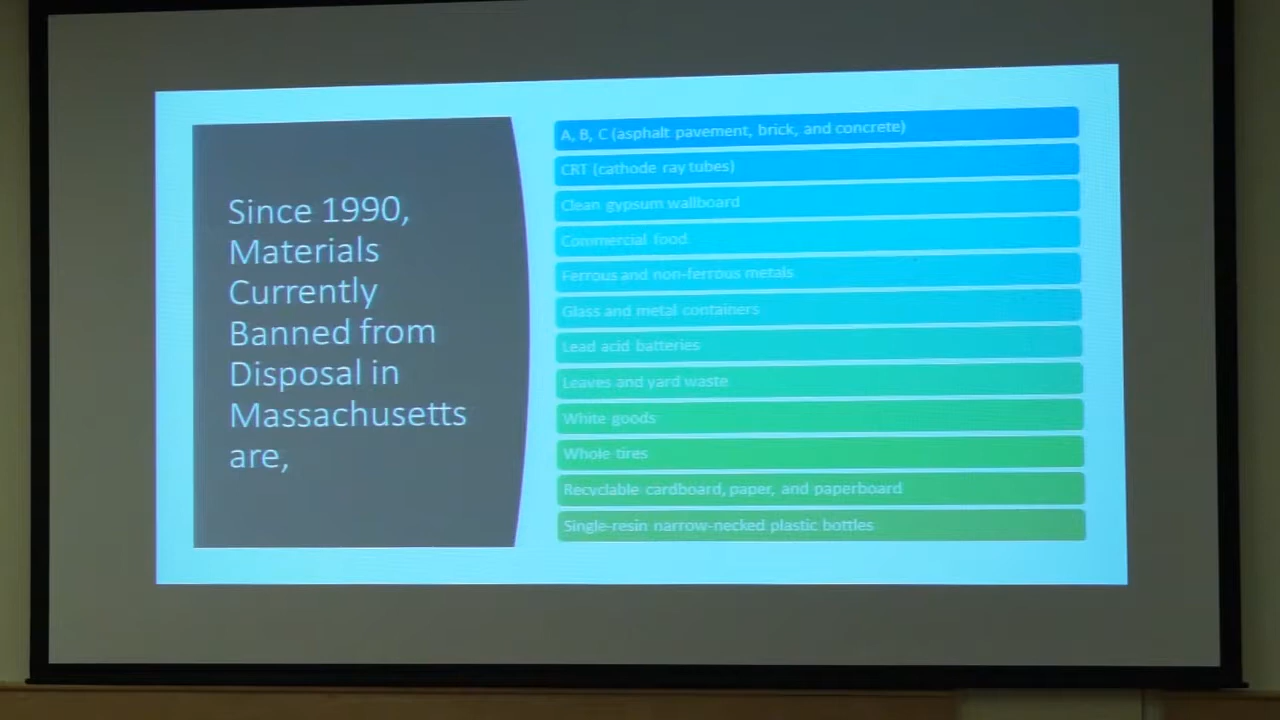 Since 1990,
Materials
Currently
Banned from
Disposal in
Massachusetts
are,
A, B, C (asphalt pavement, brick, and concrete)
CRT (cathode ray tubes)
Clean gypsum wallboard
Commercial food
Ferrous and non-ferrous metals
Glass and metal containers
Lead acid batteries
Leaves and yard waste
White goods
Whole tires
Recyclable cardboard, paper, and paperboard
Single-resin narrow-necked plastic bottles